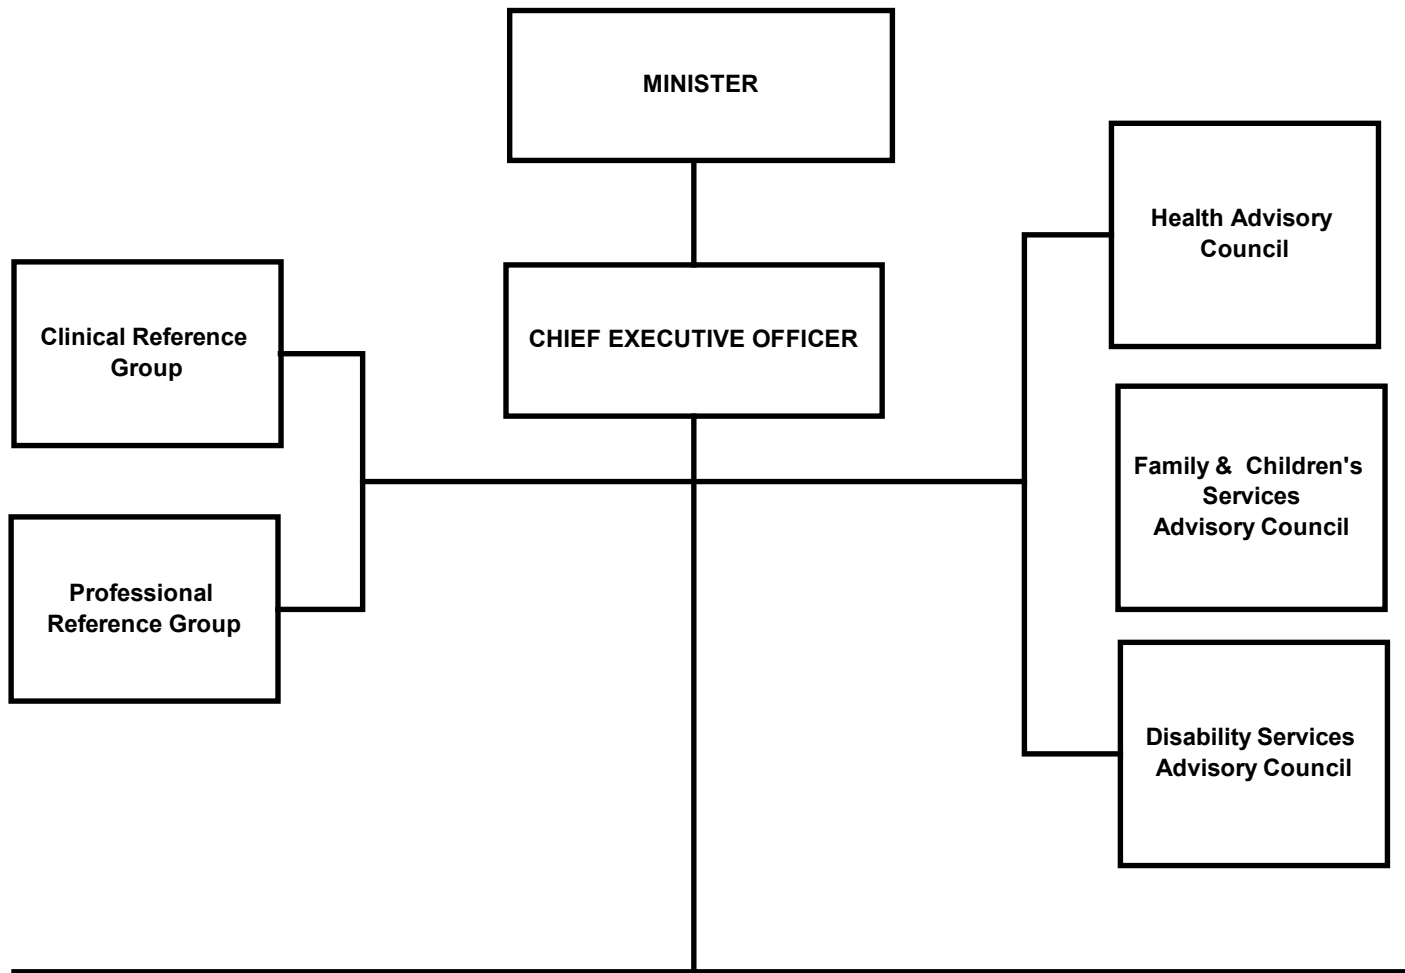 MINISTER
Health Advisory
Council
Clinical Reference
Group
CHIEF EXECUTIVE OFFICER
Family &  Children's
Services
Advisory Council
Professional
Reference Group
Disability Services
Advisory Council